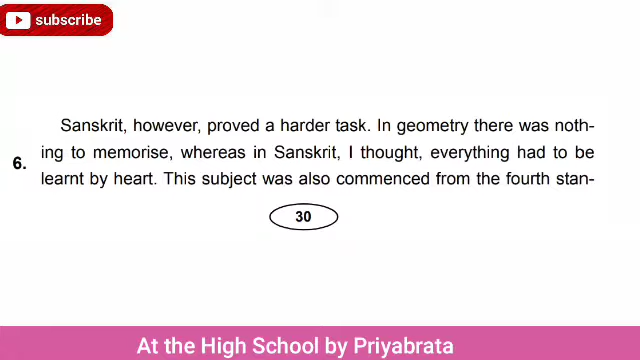 subscribe
Sanskrit, however, proved a harder task. In geometry there was noth-
6. ing to memorise, whereas in Sanskrit, I thought, everything had to be
learnt by heart. This subject was also commenced from the fourth stan-
30
At the High School by Priyabrata